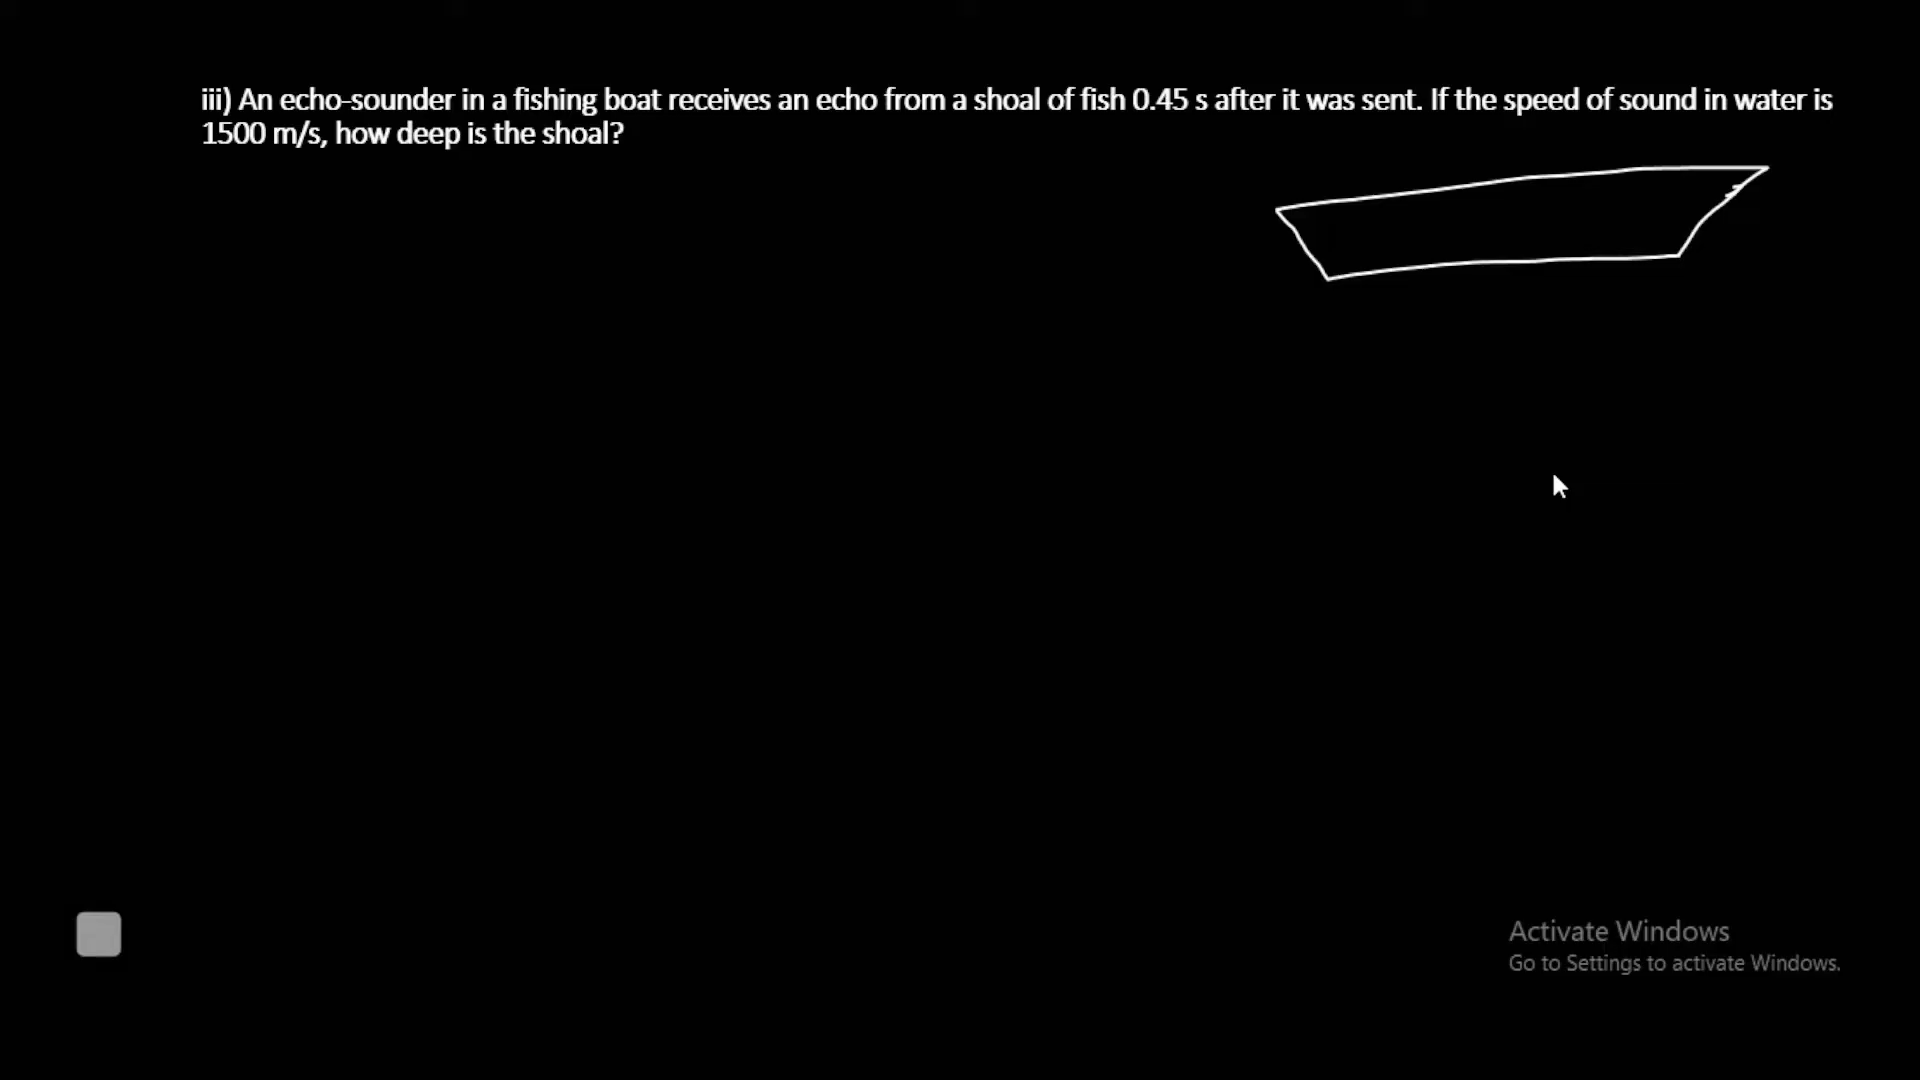 iii) An echo-sounder in a fishing boat receives an echo from a shoal of fish 0.45 s after it was sent. If the speed of sound in water is
1500 m/s, how deep is the shoal?
Activate Windows
Go to Settings to activate Windows.